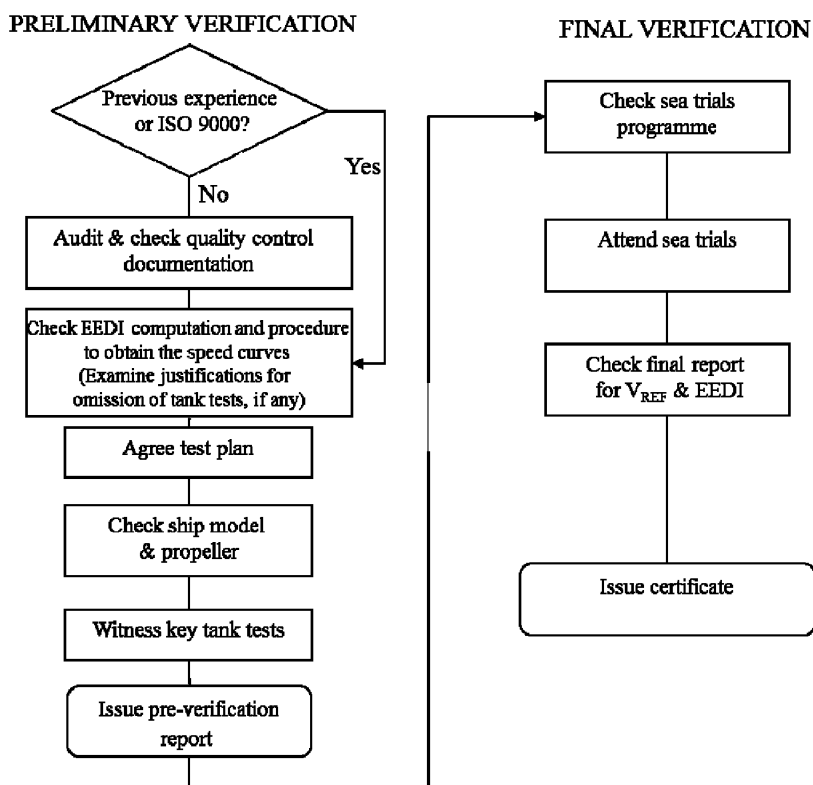 PRELIMINARY VERIFICATION
Previous experience
or ISO 9000?
Yes
No
Audit & check quality control
documentation
Check EEDI computation and procedure
to obtain the speed curves
(Examine justifications for
omission of tank tests, if any)
Agree test plan
Check ship model
& propeller
Witness key tank tests
Issue pre-verification
report
FINAL VERIFICATION
Check sea trials
programme
Attend sea trials
Check final report
for VREF & EEDI
Issue certificate